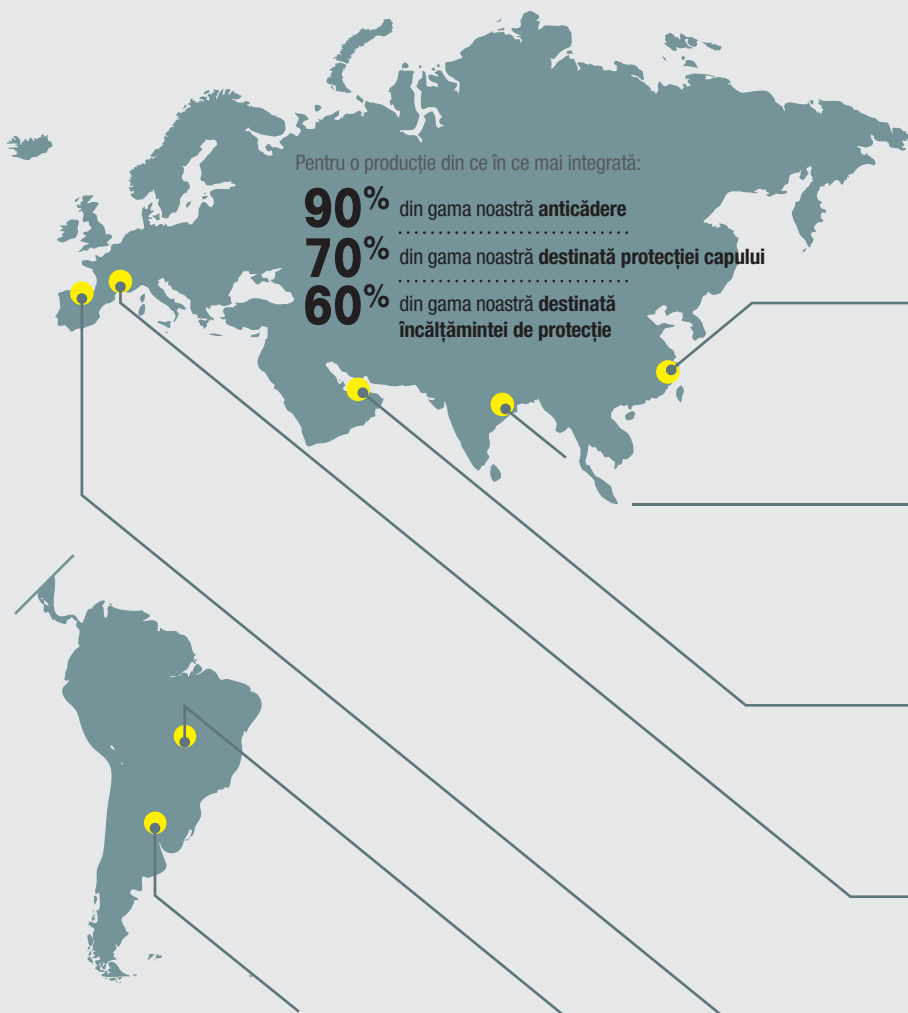 Pentru o producție din ce în ce mai integrată:
90% din gama noastră anticădere
70% din gama noastră destinată protecției capului
60% din gama noastră destinată
încălțămintei de protecție